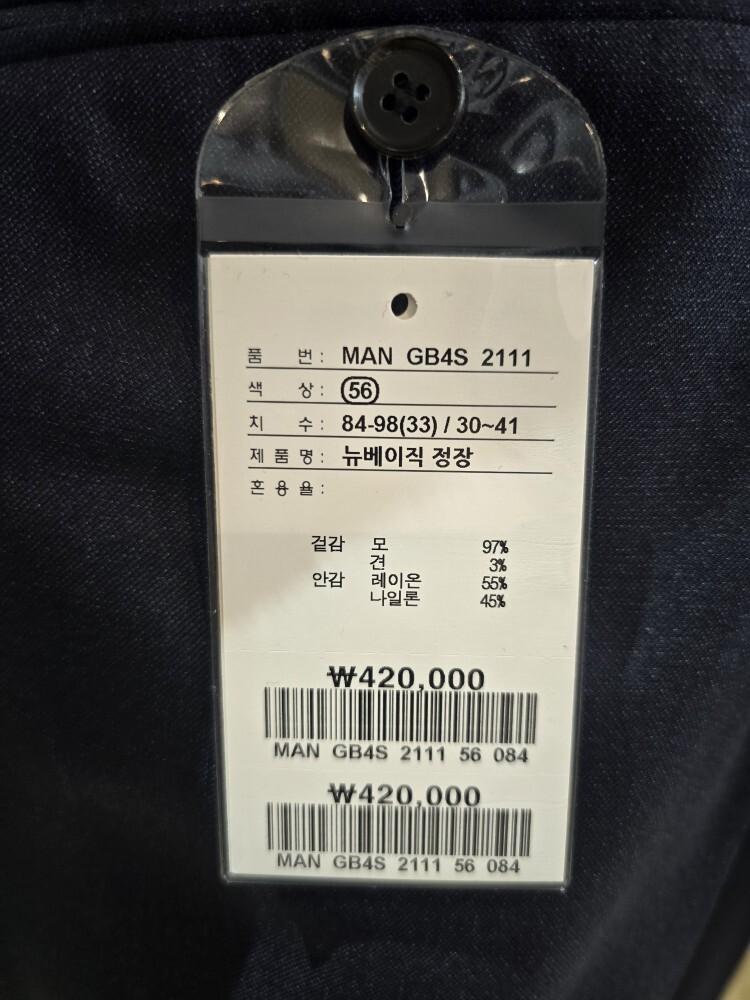 품 번 : MAN GB4S 2111
색 상 : 56
치 수 : 84-98(33) / 30~41
제 품 명 : 뉴베이직 정장
혼 용 율 :
겉감 모 97%
견 3%
안감 레이온 55%
나일론 45%
₩420,000
MAN GB4S 2111 56 084
₩420,000
MAN GB4S 2111 56 084